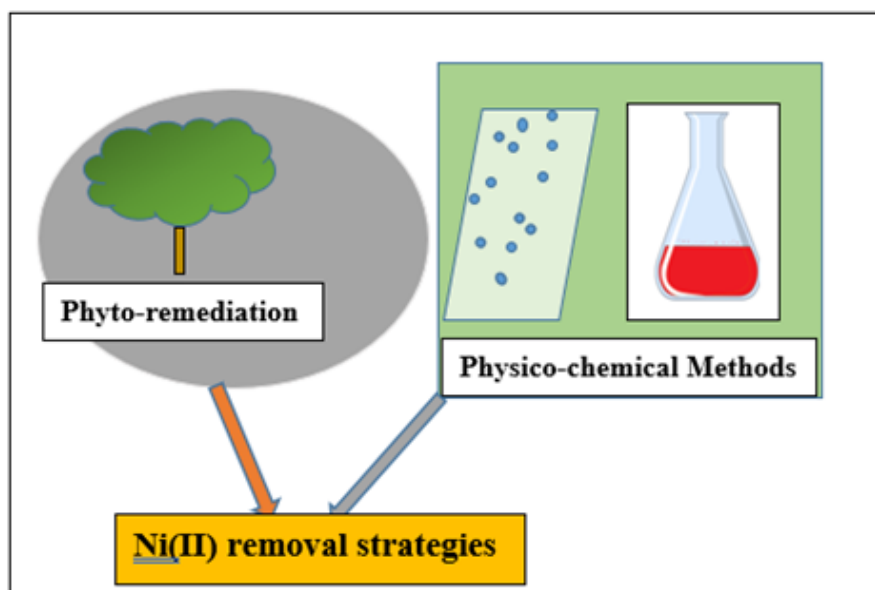 Phyto-remediation
Physico-chemical Methods
Ni(II) removal strategies